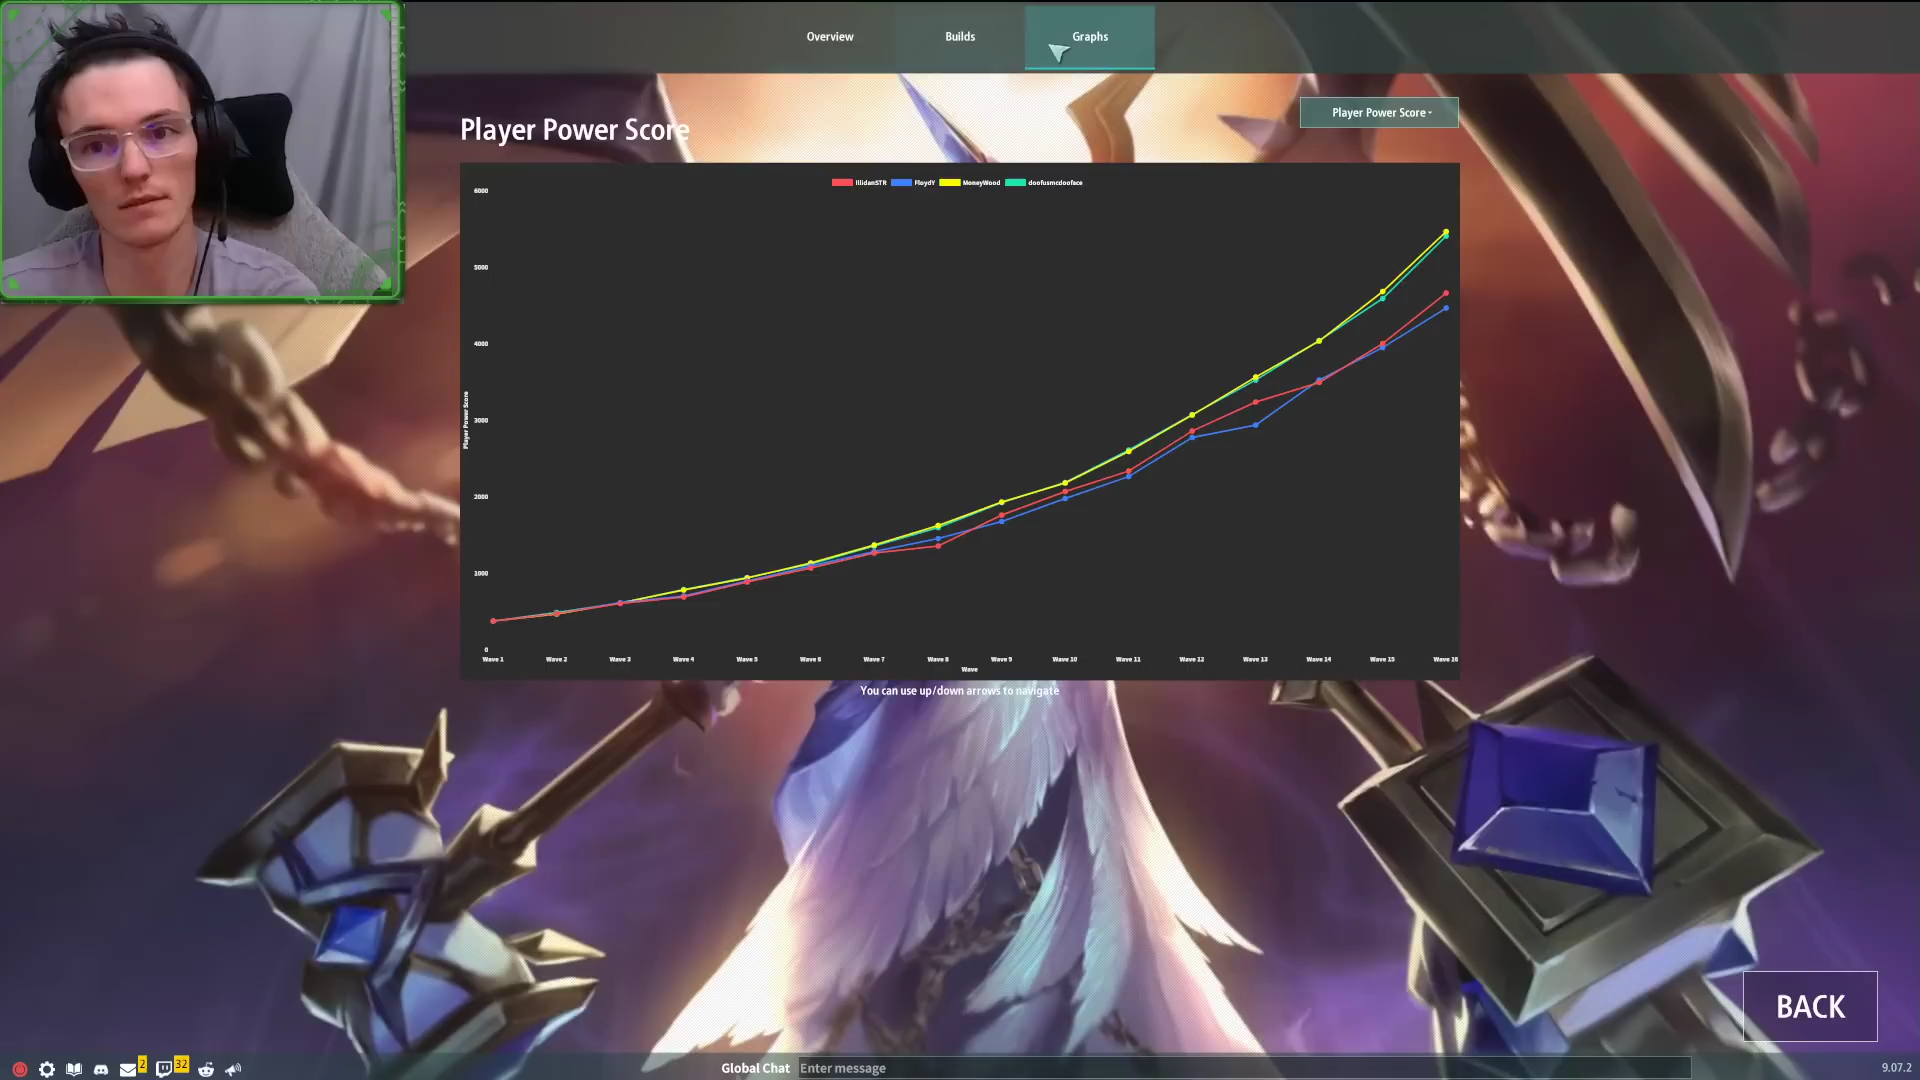 Overview
Builds
Graphs
Player Power Score
Player Power Score
IllidanSTR
FloydY
MoneyWood
doofusmcdooface
6000
5000
4000
3000
2000
1000
0
Player Power Score
Wave 1
Wave 2
Wave 3
Wave 4
Wave 5
Wave 6
Wave 7
Wave 8
Wave 9
Wave 10
Wave 11
Wave 12
Wave 13
Wave 14
Wave 15
Wave 16
Wave
You can use up/down arrows to navigate
BACK
2
32
Global Chat
Enter message
9.07.2